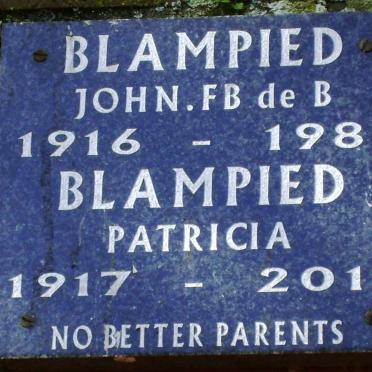 BLAMPIED
JOHN.FB de B
1916 - 198
BLAMPIED
PATRICIA
1917 - 201
NO BETTER PARENTS